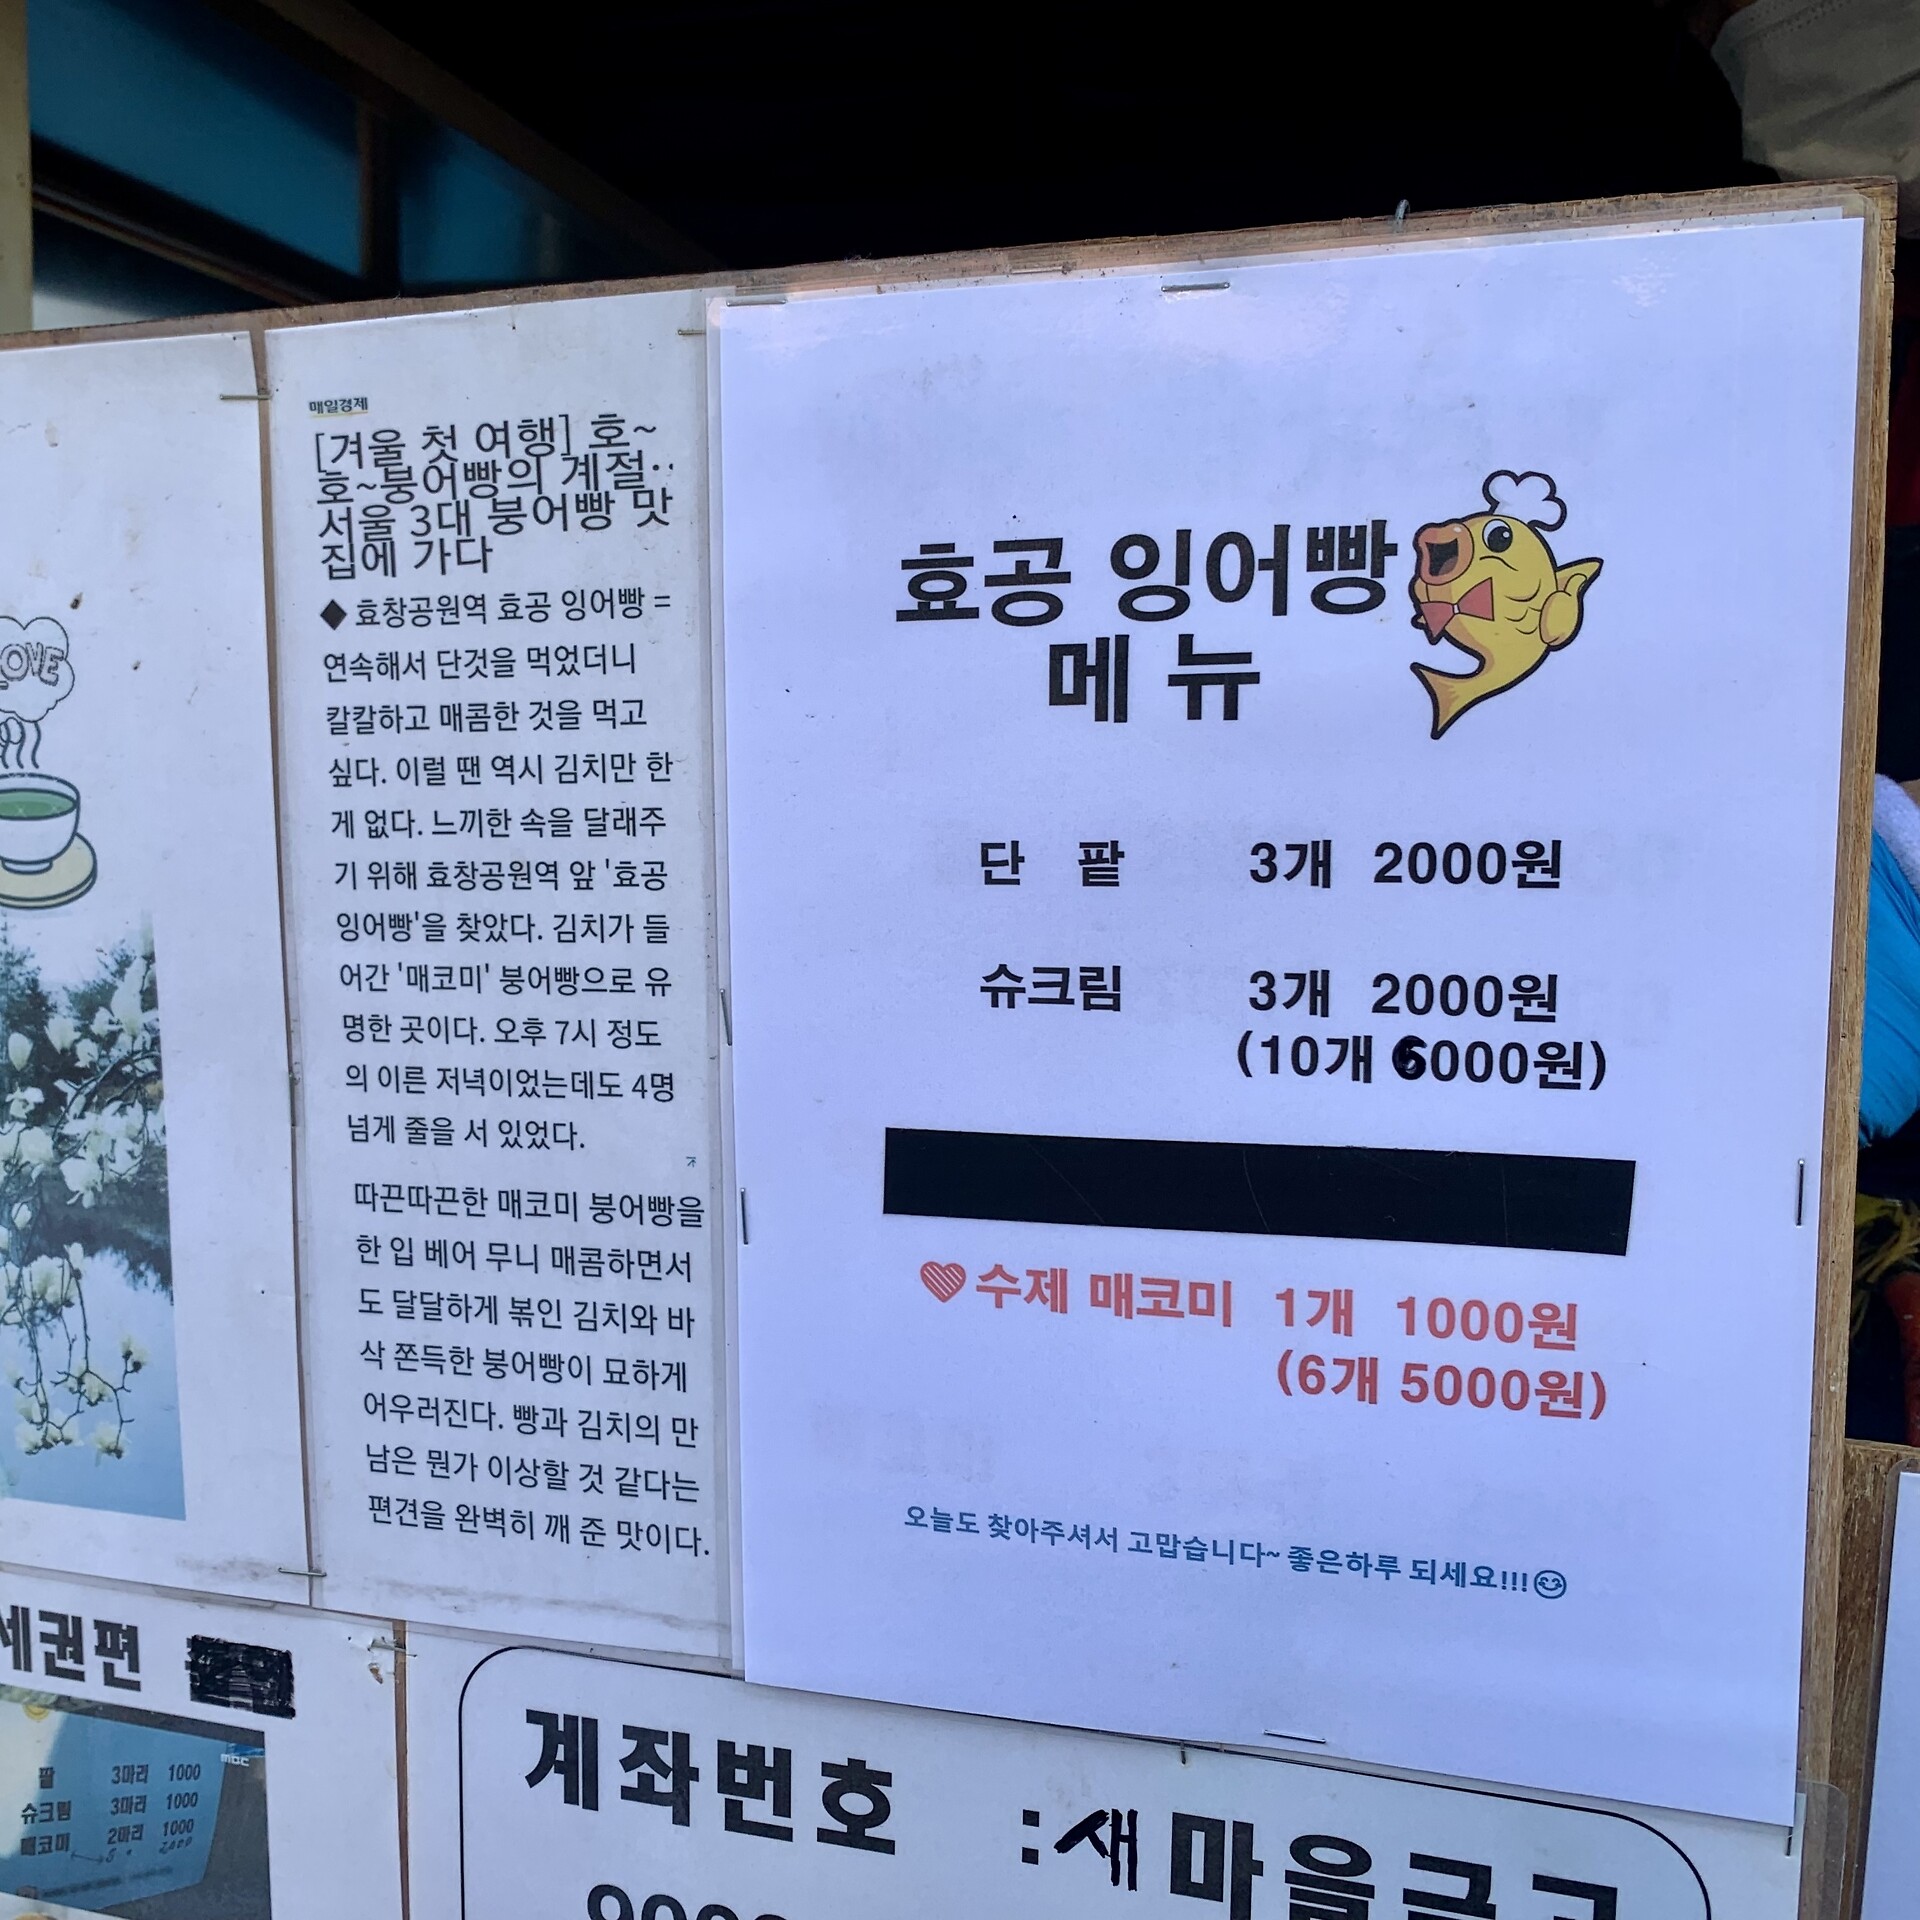 LOVE
매일경제
[겨울 첫 여행] 호~
호~붕어빵의 계절··
서울 3대 붕어빵 맛
집에 가다
◆ 효창공원역 효공 잉어빵 =
연속해서 단것을 먹었더니
칼칼하고 매콤한 것을 먹고
싶다. 이럴 땐 역시 김치만 한
게 없다. 느끼한 속을 달래주
기 위해 효창공원역 앞 '효공
잉어빵'을 찾았다. 김치가 들
어간 '매코미' 붕어빵으로 유
명한 곳이다. 오후 7시 정도
의 이른 저녁이었는데도 4명
넘게 줄을 서 있었다.
따끈따끈한 매코미 붕어빵을
한 입 베어 무니 매콤하면서
도 달달하게 볶인 김치와 바
삭 쫀득한 붕어빵이 묘하게
어우러진다. 빵과 김치의 만
남은 뭔가 이상할 것 같다는
편견을 완벽히 깨 준 맛이다.
효공 잉어빵
메뉴
단 팥 3개 2000원
슈크림 3개 2000원
(10개 6000원)
수제 매코미 1개 1000원
(6개 5000원)
오늘도 찾아주셔서 고맙습니다~ 좋은하루 되세요!!!
세권편
mbc
팥 3마리 1000
슈크림 3마리 1000
매코미 2마리 1000
계좌번호 : 새마을금고